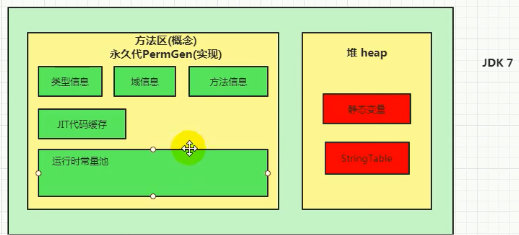 方法区(概念)
永久代PermGen(实现)
类型信息
域信息
方法信息
JIT代码缓存
运行时常量池
堆 heap
静态变量
StringTable
JDK 7